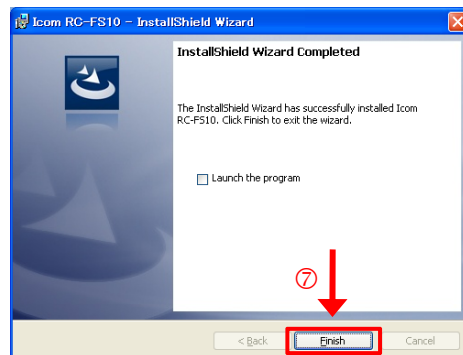 Icom RC-FS10 - InstallShield Wizard
InstallShield Wizard Completed
The InstallShield Wizard has successfully installed Icom
RC-FS10. Click Finish to exit the wizard.
Launch the program
⑦
< Back
Finish
Cancel